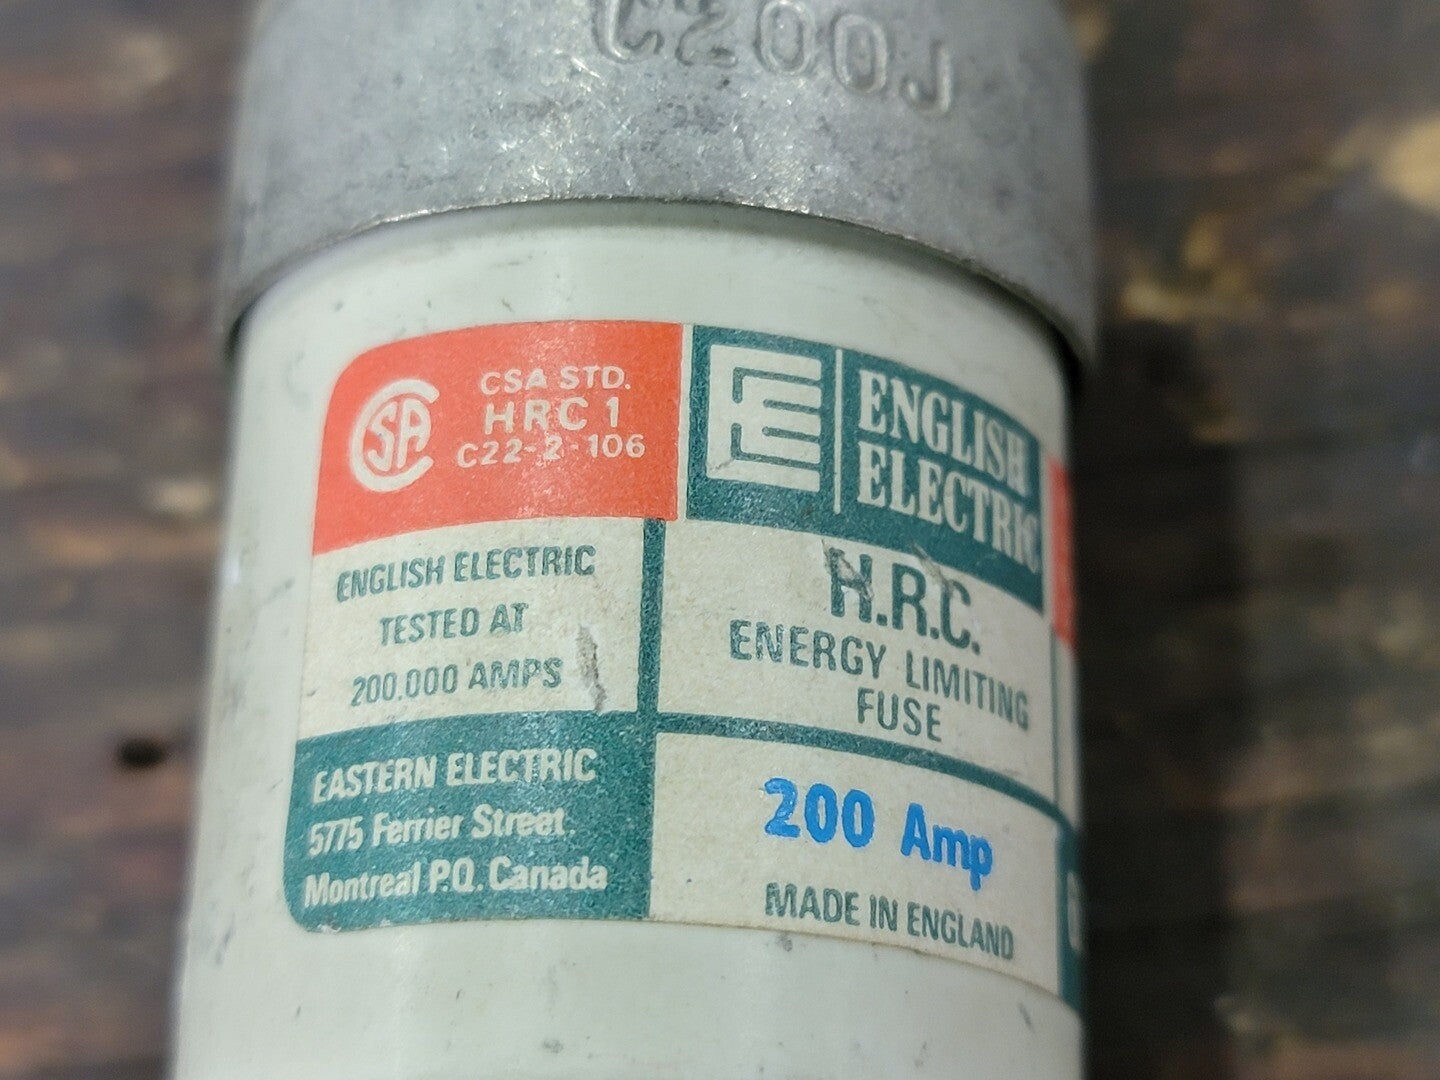 C200J
CSA
CSA STD.
HRC 1
C22-2-106
ENGLISH ELECTRIC
TESTED AT
200,000 AMPS
EASTERN ELECTRIC
5775 Ferrier Street.
Montreal P.Q. Canada
ENGLISH
ELECTRIC
H.R.C.
ENERGY LIMITING
FUSE
200 Amp
MADE IN ENGLAND